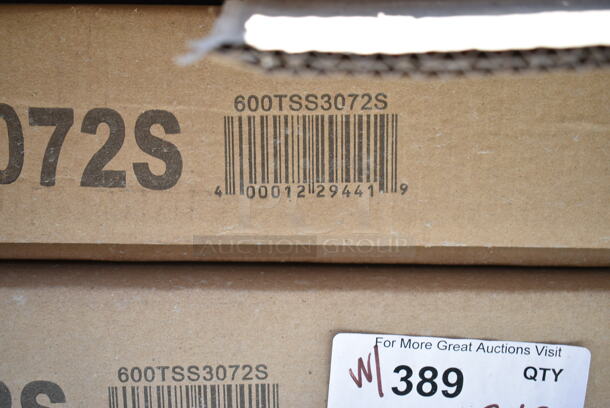 600TSS3072S
072S
4 00012 29441 9
AUCTION GROUP
For More Great Auctions Visit
600TSS3072S
W/ 389 QTY